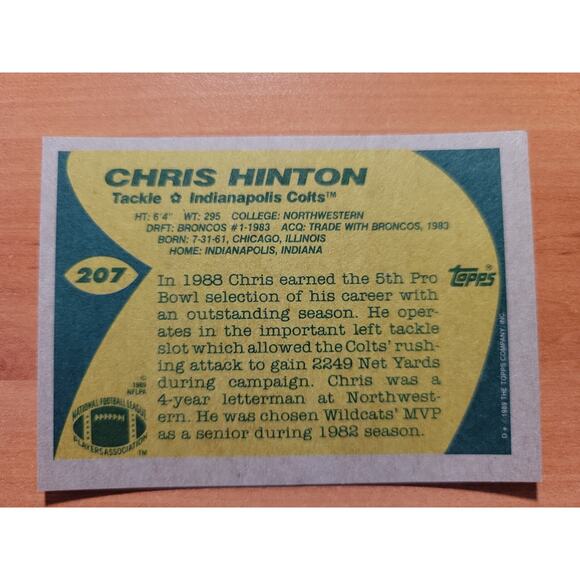 CHRIS HINTON
Tackle ✪ Indianapolis Colts™
HT: 6'4" WT: 295 COLLEGE: NORTHWESTERN
DRFT: BRONCOS #1-1983 ACQ: TRADE WITH BRONCOS, 1983
BORN: 7-31-61, CHICAGO, ILLINOIS
HOME: INDIANAPOLIS, INDIANA
207
topps®
In 1988 Chris earned the 5th Pro
Bowl selection of his career with
an outstanding season. He oper-
ates in the important left tackle
slot which allowed the Colts' rush-
ing attack to gain 2249 Net Yards
during campaign. Chris was a
4-year letterman at Northwest-
ern. He was chosen Wildcats' MVP
as a senior during 1982 season.
©
1989
NFLPA
NATIONAL FOOTBALL LEAGUE
PLAYERS ASSOCIATION
TM
D* © 1989 THE TOPPS COMPANY, INC.